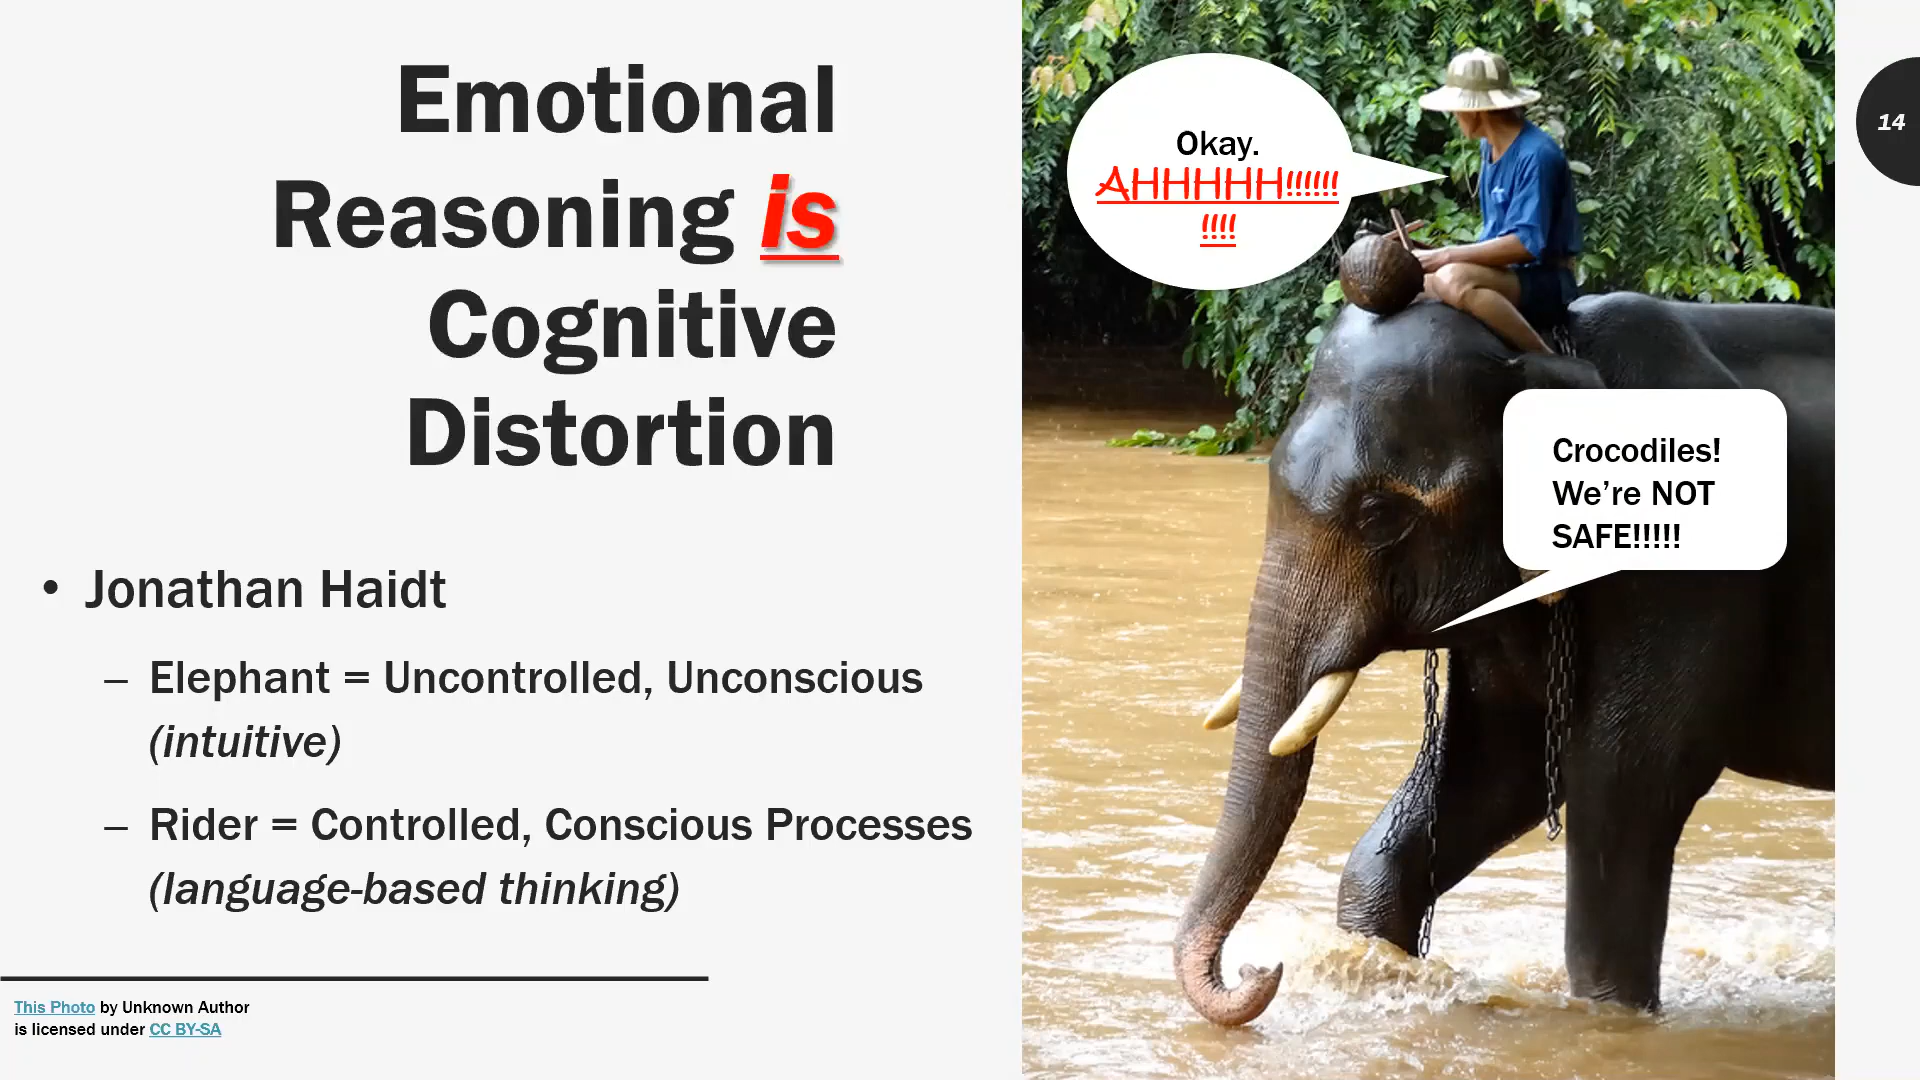 Emotional
Reasoning is
Cognitive
Distortion
• Jonathan Haidt
– Elephant = Uncontrolled, Unconscious
(intuitive)
– Rider = Controlled, Conscious Processes
(language-based thinking)
This Photo by Unknown Author
is licensed under CC BY-SA
Okay.
AHHHHH!!!!!!
!!!!
Crocodiles!
We’re NOT
SAFE!!!!!
14